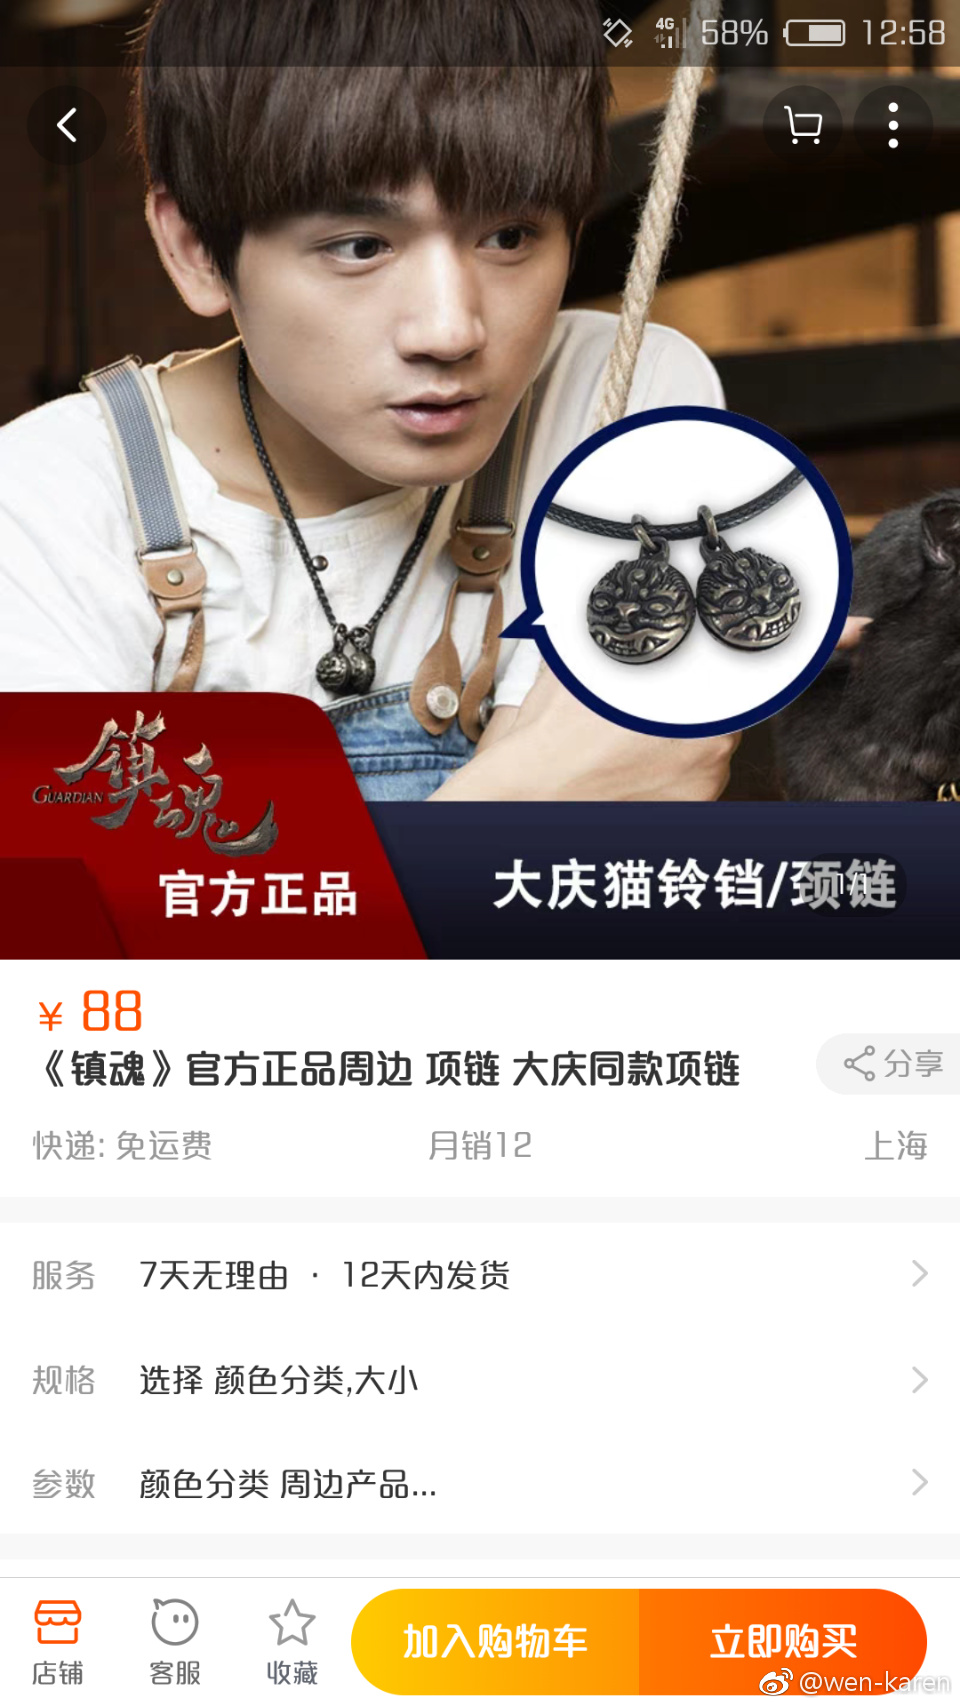 4G 58% 12:58
镇魂
GUARDIAN
官方正品
大庆猫铃铛/项链
1/1
¥ 88
《镇魂》官方正品周边 项链 大庆同款项链
分享
快递: 免运费 月销12 上海
服务 7天无理由 · 12天内发货
规格 选择 颜色分类,大小
参数 颜色分类 周边产品...
店铺 客服 收藏 加入购物车 立即购买
@wen-karen